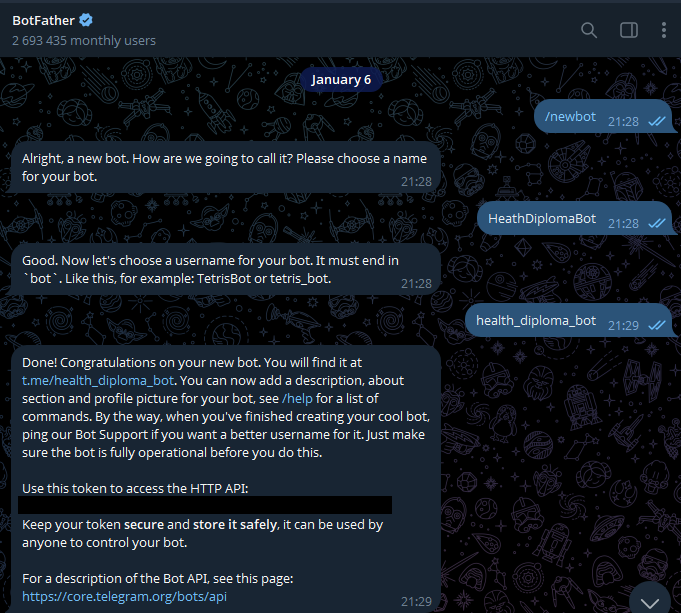 BotFather
2 693 435 monthly users
January 6
/newbot 21:28
Alright, a new bot. How are we going to call it? Please choose a name
for your bot.
21:28
HeathDiplomaBot 21:28
Good. Now let's choose a username for your bot. It must end in
`bot`. Like this, for example: TetrisBot or tetris_bot.
21:28
health_diploma_bot 21:29
Done! Congratulations on your new bot. You will find it at
t.me/health_diploma_bot. You can now add a description, about
section and profile picture for your bot, see /help for a list of
commands. By the way, when you've finished creating your cool bot,
ping our Bot Support if you want a better username for it. Just make
sure the bot is fully operational before you do this.
Use this token to access the HTTP API:
Keep your token secure and store it safely, it can be used by
anyone to control your bot.
For a description of the Bot API, see this page:
https://core.telegram.org/bots/api
21:29